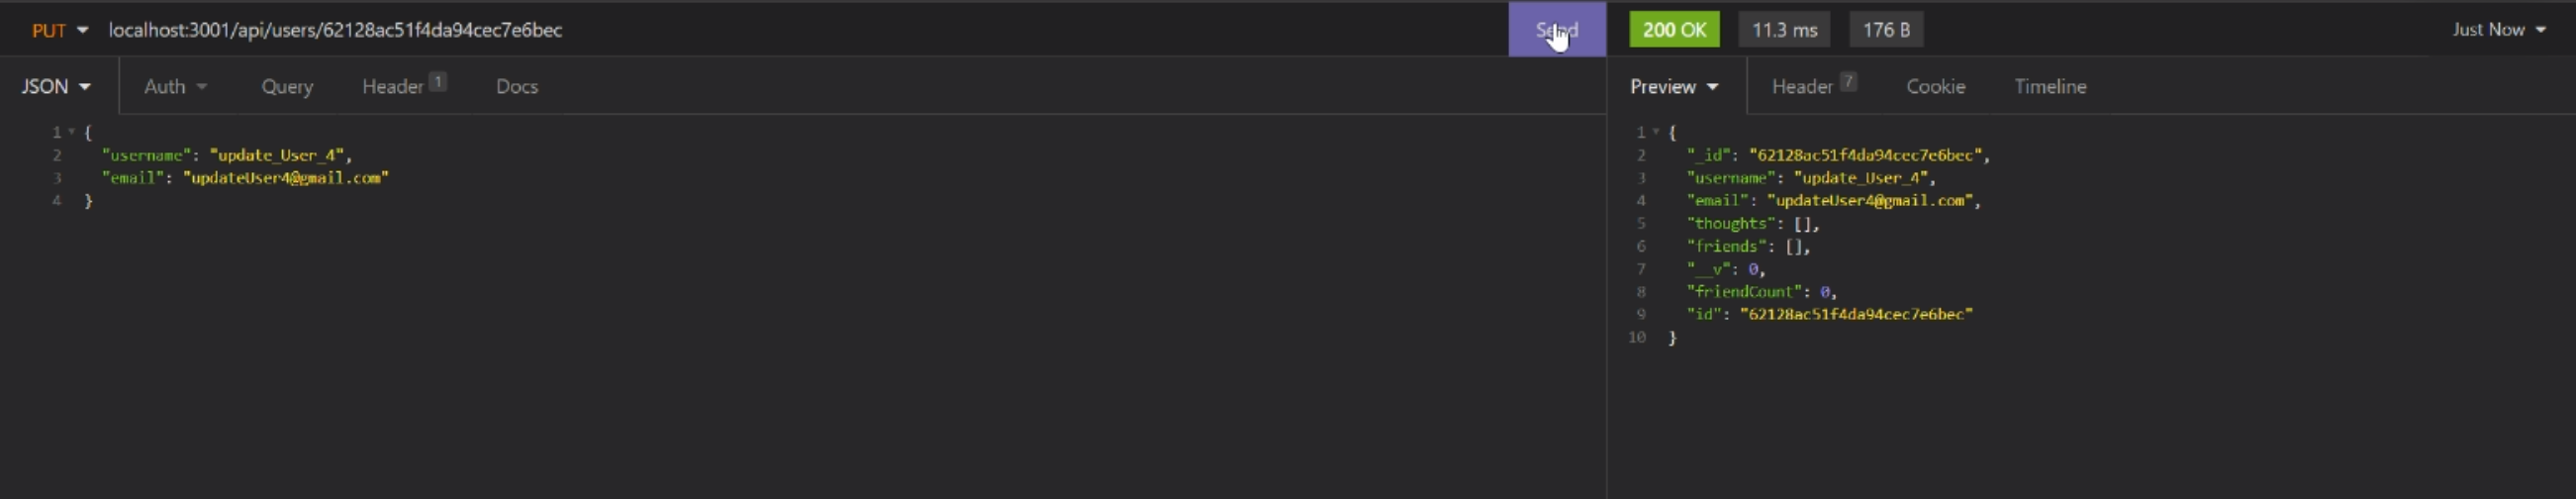 PUT localhost:3001/api/users/62128ac51f4da94cec7e6bec Send 200 OK 11.3 ms 176 B Just Now
JSON Auth Query Header 1 Docs Preview Header 7 Cookie Timeline
1 {
2 "username": "update_User_4",
3 "email": "updateUser4@gmail.com"
4 }
1 {
2 "_id": "62128ac51f4da94cec7e6bec",
3 "username": "update_User_4",
4 "email": "updateUser4@gmail.com",
5 "thoughts": [],
6 "friends": [],
7 "__v": 0,
8 "friendCount": 0,
9 "id": "62128ac51f4da94cec7e6bec"
10 }